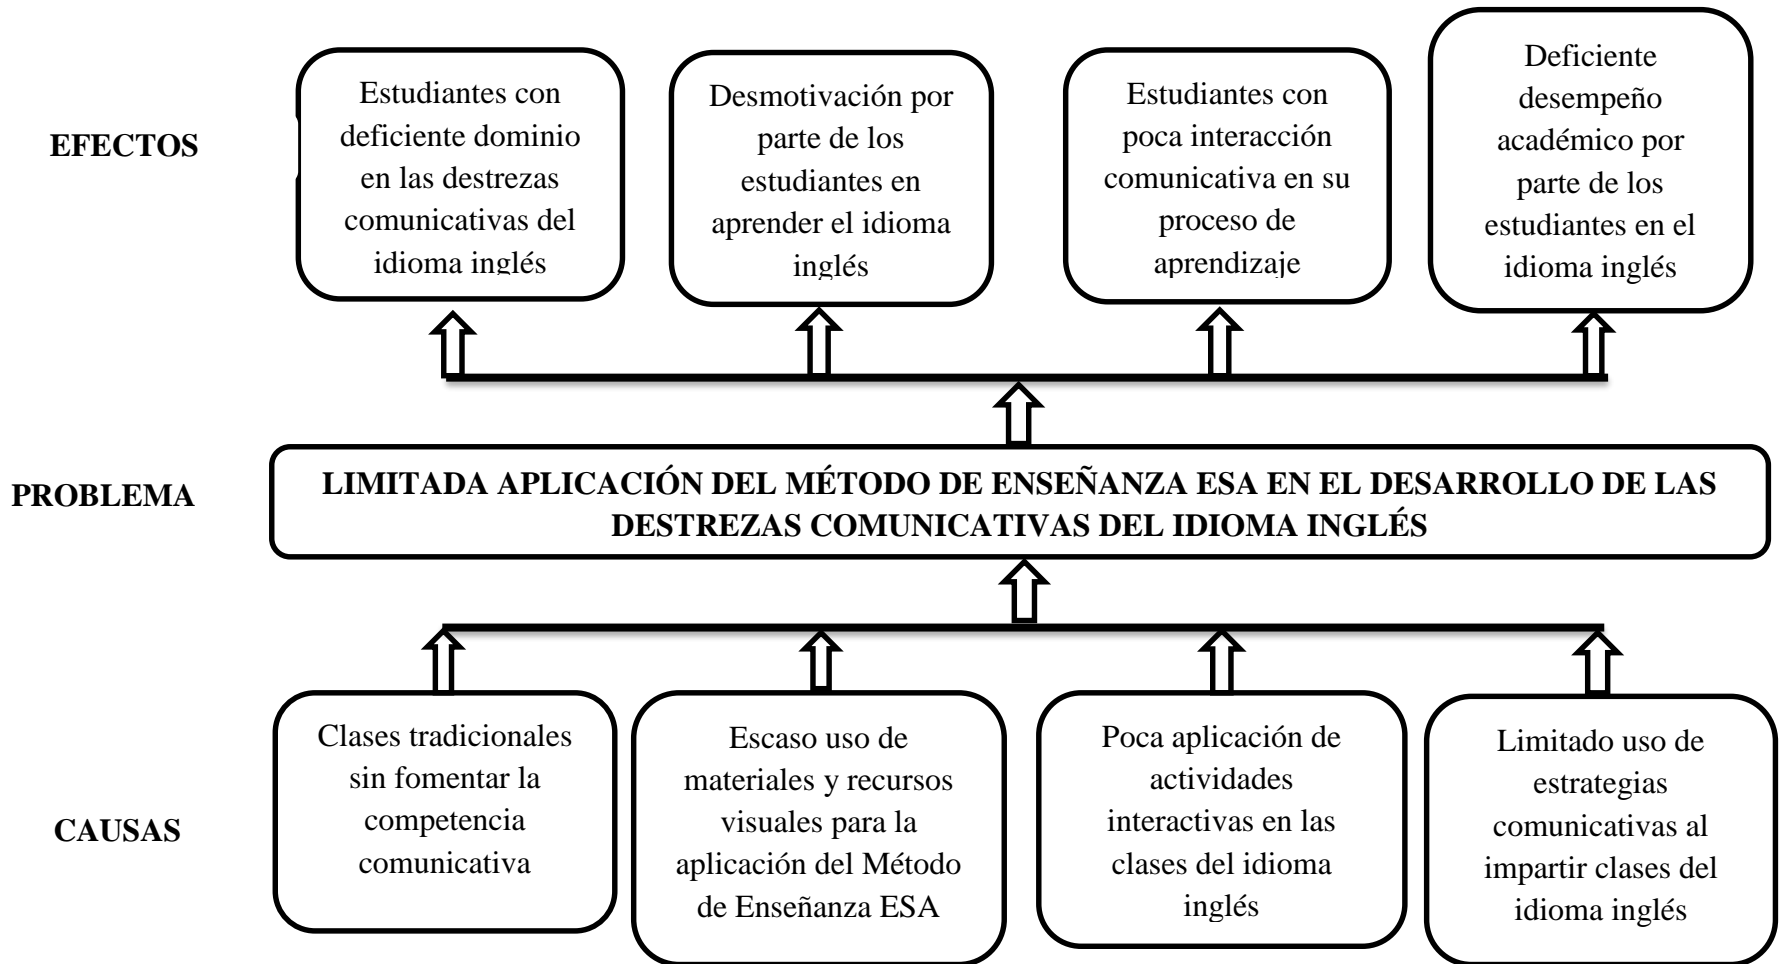 EFECTOS
Estudiantes con
deficiente dominio
en las destrezas
comunicativas del
idioma inglés
Desmotivación por
parte de los
estudiantes en
aprender el idioma
inglés
Estudiantes con
poca interacción
comunicativa en su
proceso de
aprendizaje
Deficiente
desempeño
académico por
parte de los
estudiantes en el
idioma inglés
PROBLEMA
LIMITADA APLICACIÓN DEL MÉTODO DE ENSEÑANZA ESA EN EL DESARROLLO DE LAS
DESTREZAS COMUNICATIVAS DEL IDIOMA INGLÉS
CAUSAS
Clases tradicionales
sin fomentar la
competencia
comunicativa
Escaso uso de
materiales y recursos
visuales para la
aplicación del Método
de Enseñanza ESA
Poca aplicación de
actividades
interactivas en las
clases del idioma
inglés
Limitado uso de
estrategias
comunicativas al
impartir clases del
idioma inglés